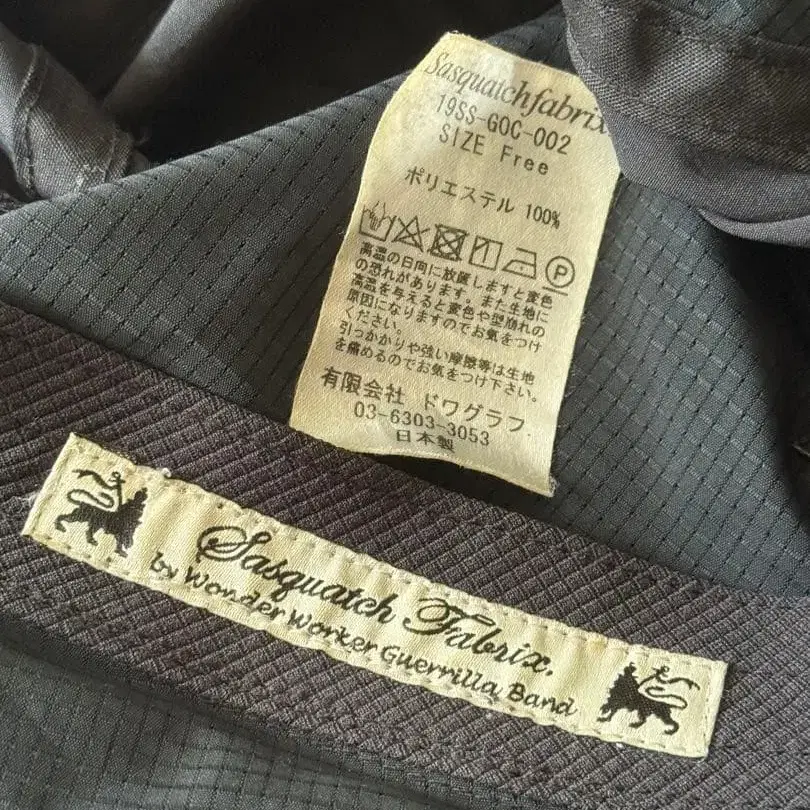 Sasquatchfabrix
19SS-GOC-002
SIZE Free
ポリエステル 100%
P
高温の日向に放置しますと変色
の恐れがあります。また生地に
高温を与えると変色や型崩れの
原因になりますのでお気をつけ
ください。
引っかかりや強い摩擦等は生地
を痛めるのでお気をつけ下さい。
有限会社 ドワグラフ
03-6303-3053
日本製
Sasquatch Fabrix.
by Wonder Worker Guerrilla Band